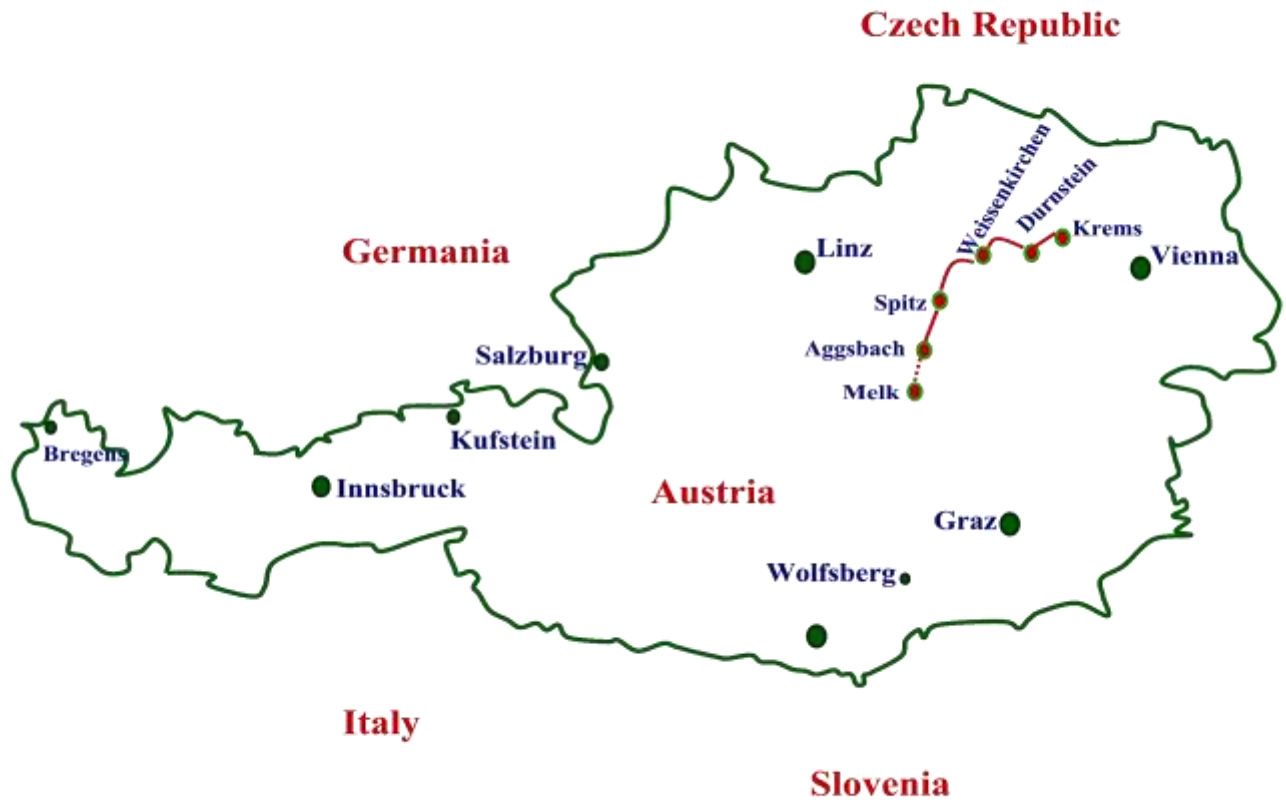 Czech Republic
Weissenkirchen
Durnstein
Krems
Germania
Linz
Vienna
Spitz
Salzburg
Aggsbach
Melk
Kufstein
Bregens
Innsbruck
Austria
Graz
Wolfsberg
Italy
Slovenia